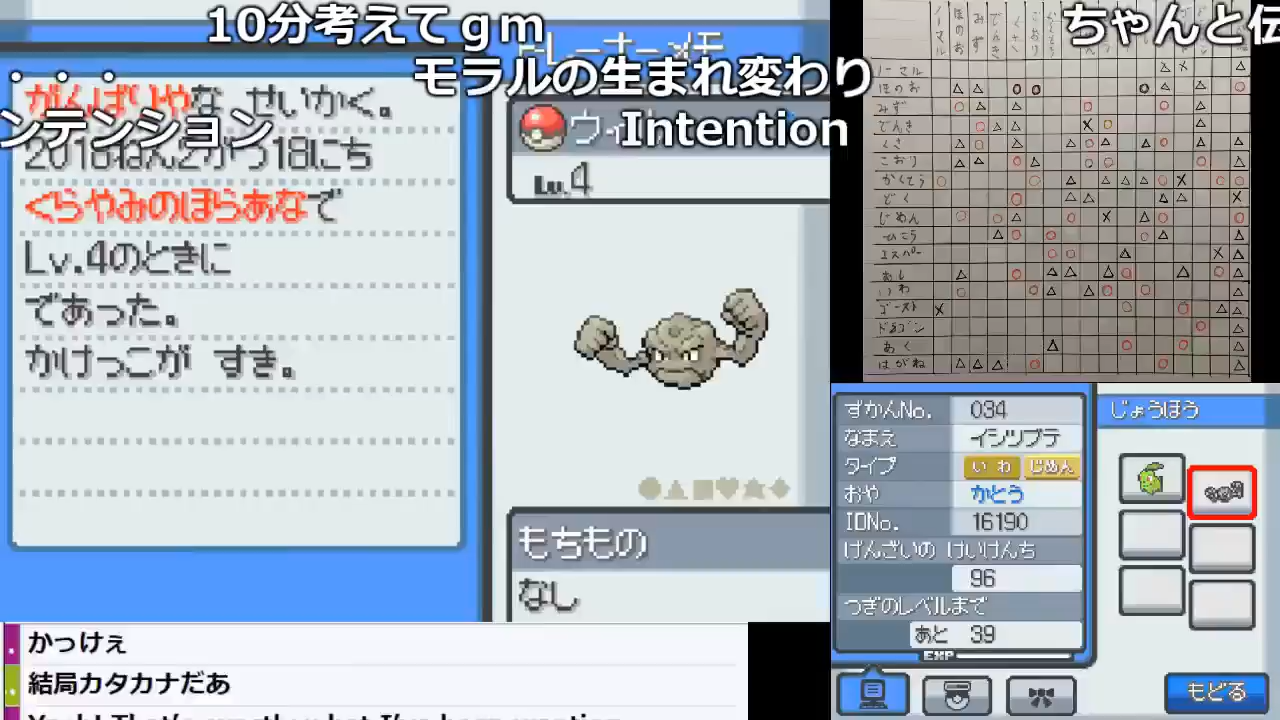 10分考えてｇｍ
モラルの生まれ変わり
ちゃんと伝
・・・
ンテンション
Intention
トレーナーメモ
がんばりやな せいかく。
2018ねん2がつ18にち
くらやみのほらあなで
Lv.4のときに
であった。
かけっこが すき。
Lv.4
もちもの
なし
ノーマル
ほのお
みず
でんき
くさ
こおり
かくとう
どく
じめん
ひこう
エスパー
むし
いわ
ゴースト
ドラゴン
あく
はがね
ずかんNo. 034
なまえ イシツブテ
タイプ いわ じめん
おや かとう
IDNo. 16190
げんざいの けいけんち
96
つぎのレベルまで
あと 39
EXP
じょうほう
もどる
かっけぇ
結局カタカナだあ